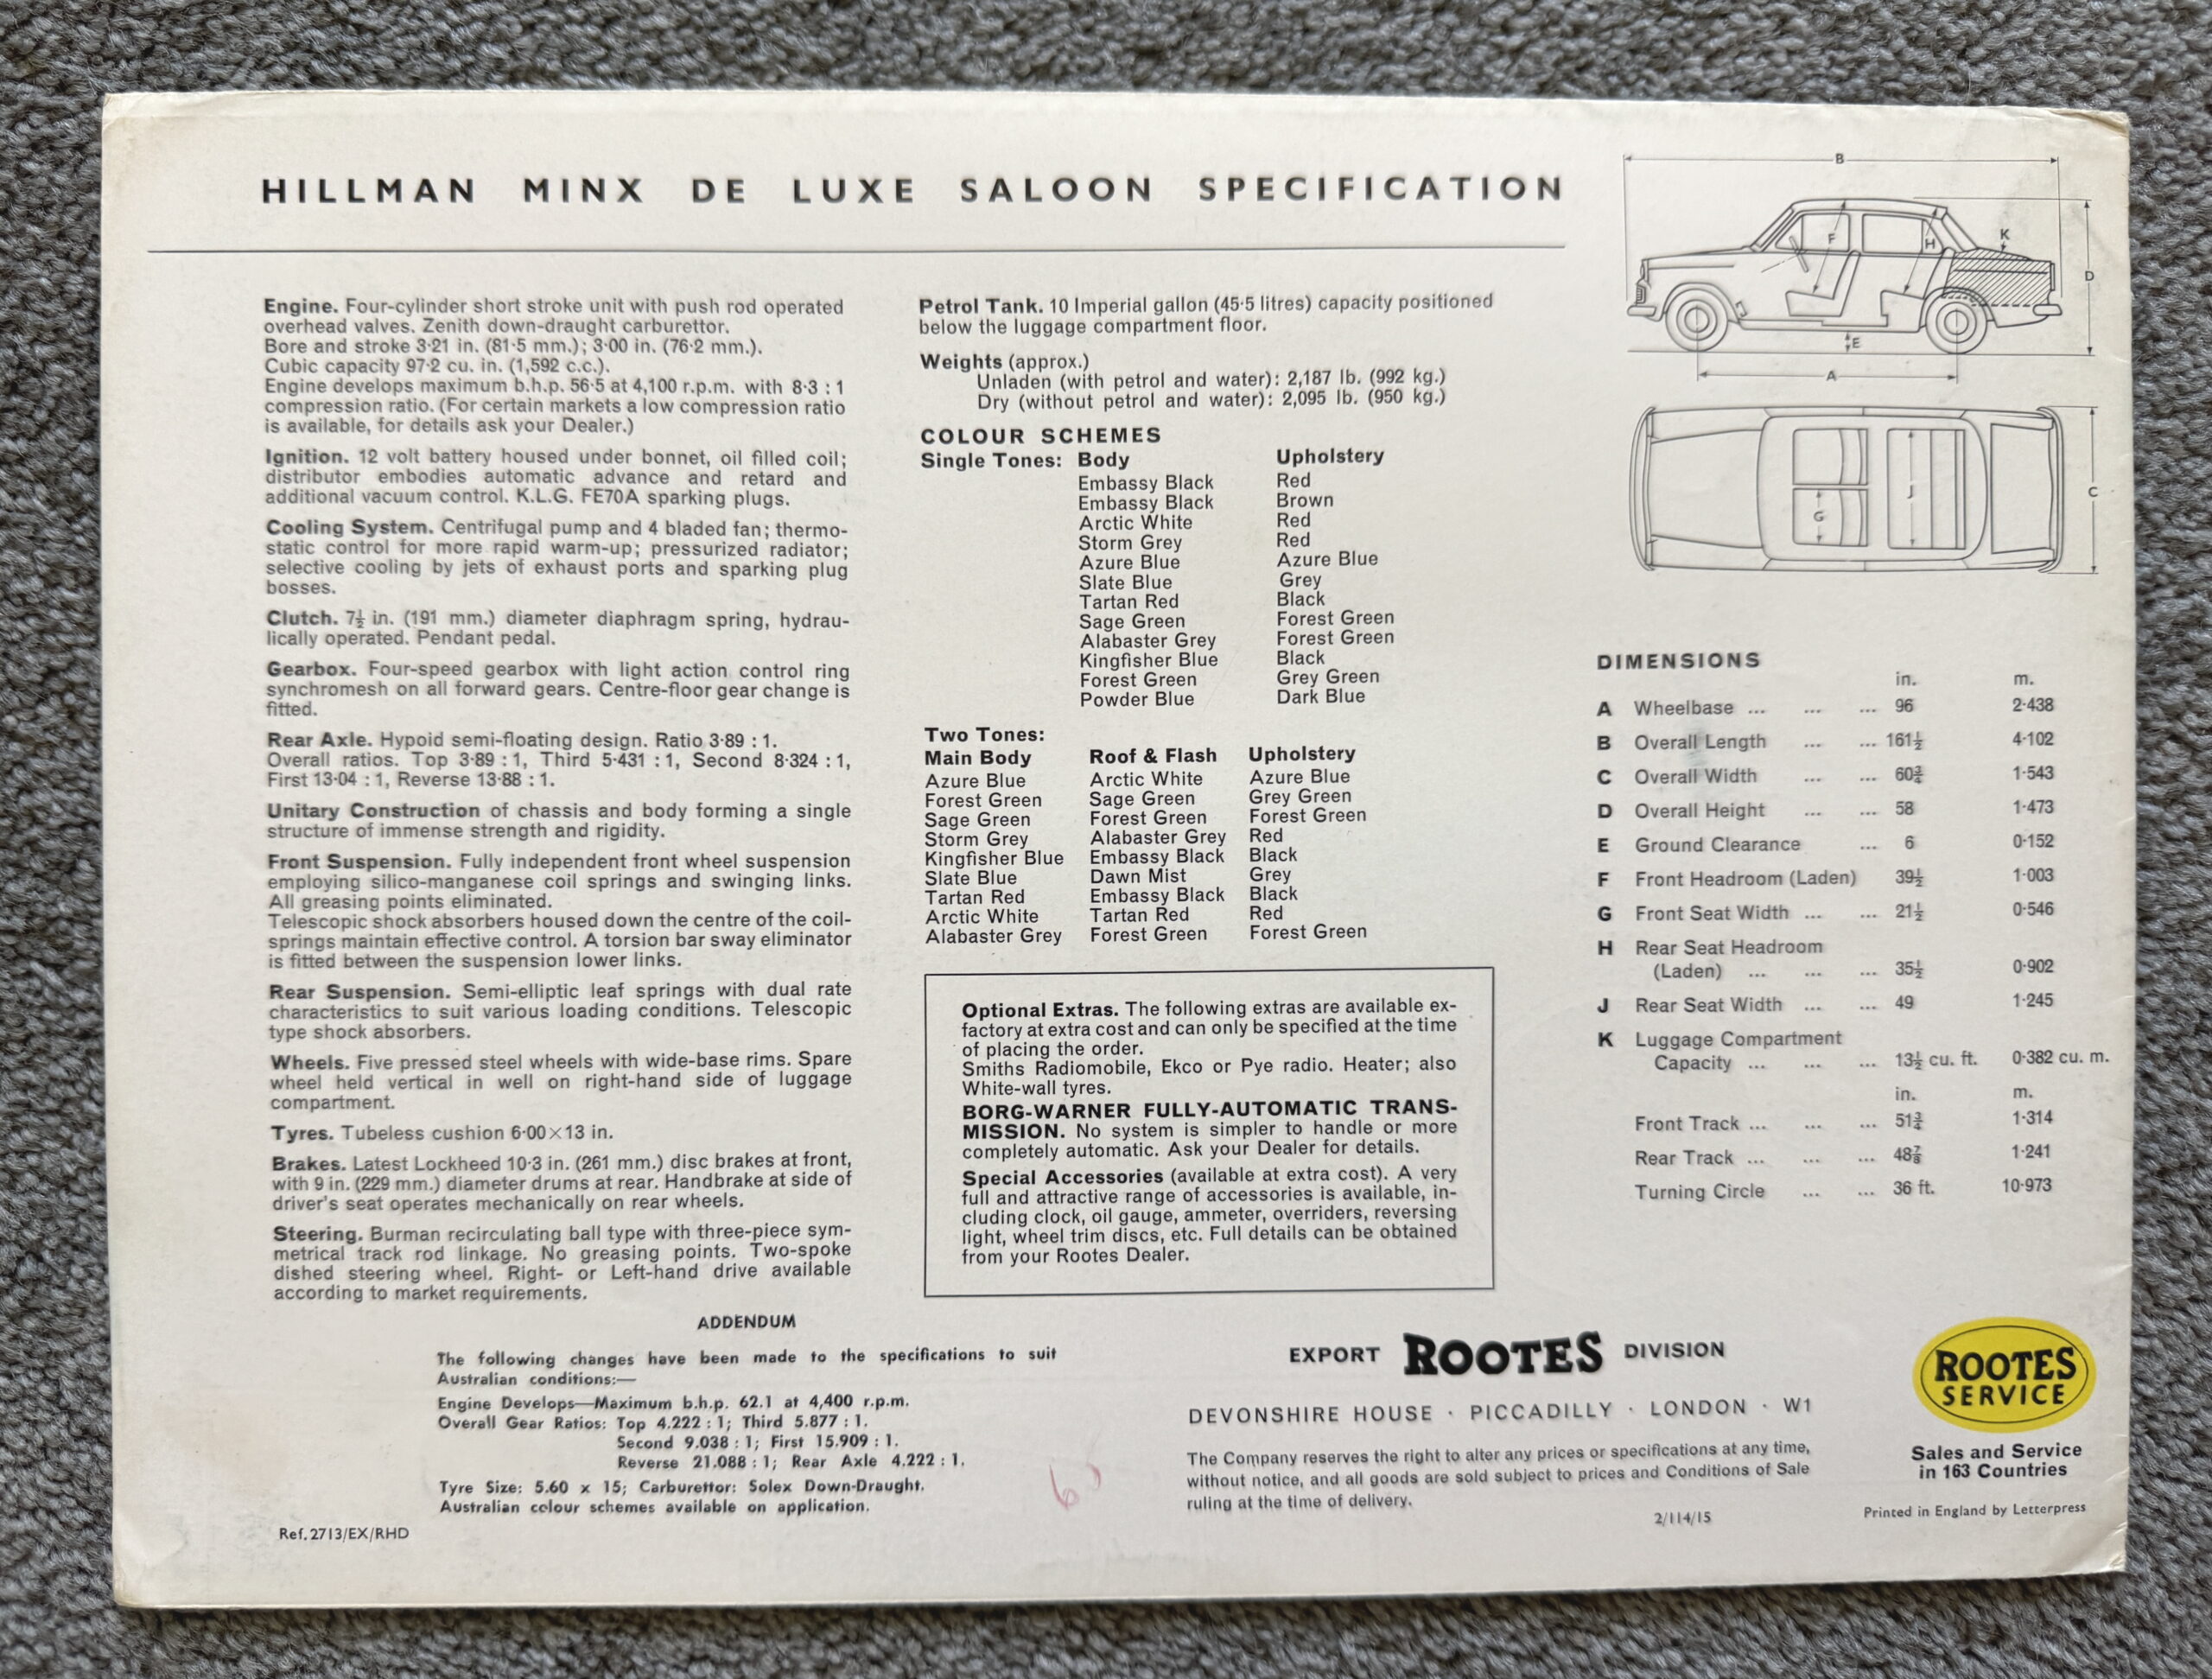 HILLMAN MINX DE LUXE SALOON SPECIFICATION
Engine. Four-cylinder short stroke unit with push rod operated
overhead valves. Zenith down-draught carburettor.
Bore and stroke 3·21 in. (81·5 mm.); 3·00 in. (76·2 mm.).
Cubic capacity 97·2 cu. in. (1,592 c.c.).
Engine develops maximum b.h.p. 56·5 at 4,100 r.p.m. with 8·3 : 1
compression ratio. (For certain markets a low compression ratio
is available, for details ask your Dealer.)
Ignition. 12 volt battery housed under bonnet, oil filled coil;
distributor embodies automatic advance and retard and
additional vacuum control. K.L.G. FE70A sparking plugs.
Cooling System. Centrifugal pump and 4 bladed fan; thermo-
static control for more rapid warm-up; pressurized radiator;
selective cooling by jets of exhaust ports and sparking plug
bosses.
Clutch. 7½ in. (191 mm.) diameter diaphragm spring, hydrau-
lically operated. Pendant pedal.
Gearbox. Four-speed gearbox with light action control ring
synchromesh on all forward gears. Centre-floor gear change is
fitted.
Rear Axle. Hypoid semi-floating design. Ratio 3·89 : 1.
Overall ratios. Top 3·89 : 1, Third 5·431 : 1, Second 8·324 : 1,
First 13·04 : 1, Reverse 13·88 : 1.
Unitary Construction of chassis and body forming a single
structure of immense strength and rigidity.
Front Suspension. Fully independent front wheel suspension
employing silico-manganese coil springs and swinging links.
All greasing points eliminated.
Telescopic shock absorbers housed down the centre of the coil-
springs maintain effective control. A torsion bar sway eliminator
is fitted between the suspension lower links.
Rear Suspension. Semi-elliptic leaf springs with dual rate
characteristics to suit various loading conditions. Telescopic
type shock absorbers.
Wheels. Five pressed steel wheels with wide-base rims. Spare
wheel held vertical in well on right-hand side of luggage
compartment.
Tyres. Tubeless cushion 6·00×13 in.
Brakes. Latest Lockheed 10·3 in. (261 mm.) disc brakes at front,
with 9 in. (229 mm.) diameter drums at rear. Handbrake at side of
driver's seat operates mechanically on rear wheels.
Steering. Burman recirculating ball type with three-piece sym-
metrical track rod linkage. No greasing points. Two-spoke
dished steering wheel. Right- or Left-hand drive available
according to market requirements.
Petrol Tank. 10 Imperial gallon (45·5 litres) capacity positioned
below the luggage compartment floor.
Weights (approx.)
Unladen (with petrol and water): 2,187 lb. (992 kg.)
Dry (without petrol and water): 2,095 lb. (950 kg.)
COLOUR SCHEMES
Single Tones: Body Upholstery
Embassy Black Red
Embassy Black Brown
Arctic White Red
Storm Grey Red
Azure Blue Azure Blue
Slate Blue Grey
Tartan Red Black
Sage Green Forest Green
Alabaster Grey Forest Green
Kingfisher Blue Black
Forest Green Grey Green
Powder Blue Dark Blue
Two Tones:
Main Body Roof & Flash Upholstery
Azure Blue Arctic White Azure Blue
Forest Green Sage Green Grey Green
Sage Green Forest Green Forest Green
Storm Grey Alabaster Grey Red
Kingfisher Blue Embassy Black Black
Slate Blue Dawn Mist Grey
Tartan Red Embassy Black Black
Arctic White Tartan Red Red
Alabaster Grey Forest Green Forest Green
Optional Extras. The following extras are available ex-
factory at extra cost and can only be specified at the time
of placing the order.
Smiths Radiomobile, Ekco or Pye radio. Heater; also
White-wall tyres.
BORG-WARNER FULLY-AUTOMATIC TRANS-
MISSION. No system is simpler to handle or more
completely automatic. Ask your Dealer for details.
Special Accessories (available at extra cost). A very
full and attractive range of accessories is available, in-
cluding clock, oil gauge, ammeter, overriders, reversing
light, wheel trim discs, etc. Full details can be obtained
from your Rootes Dealer.
B
F
H
K
D
E
A
G
J
C
DIMENSIONS
in. m.
A Wheelbase ... ... ... 96 2·438
B Overall Length ... ... 161½ 4·102
C Overall Width ... ... 60¾ 1·543
D Overall Height ... ... 58 1·473
E Ground Clearance ... 6 0·152
F Front Headroom (Laden) 39½ 1·003
G Front Seat Width ... ... 21½ 0·546
H Rear Seat Headroom
(Laden) ... ... ... 35½ 0·902
J Rear Seat Width ... ... 49 1·245
K Luggage Compartment
Capacity ... ... ... 13½ cu. ft. 0·382 cu. m.
in. m.
Front Track ... ... ... 51¾ 1·314
Rear Track ... ... ... 48⅞ 1·241
Turning Circle ... ... 36 ft. 10·973
ADDENDUM
The following changes have been made to the specifications to suit
Australian conditions:—
Engine Develops—Maximum b.h.p. 62.1 at 4,400 r.p.m.
Overall Gear Ratios: Top 4.222 : 1; Third 5.877 : 1.
Second 9.038 : 1; First 15.909 : 1.
Reverse 21.088 : 1; Rear Axle 4.222 : 1.
Tyre Size: 5.60 x 15; Carburettor: Solex Down-Draught.
Australian colour schemes available on application.
Ref. 2713/EX/RHD
EXPORT ROOTES DIVISION
DEVONSHIRE HOUSE · PICCADILLY · LONDON · W1
The Company reserves the right to alter any prices or specifications at any time,
without notice, and all goods are sold subject to prices and Conditions of Sale
ruling at the time of delivery.
2/114/15
ROOTES
SERVICE
Sales and Service
in 163 Countries
Printed in England by Letterpress